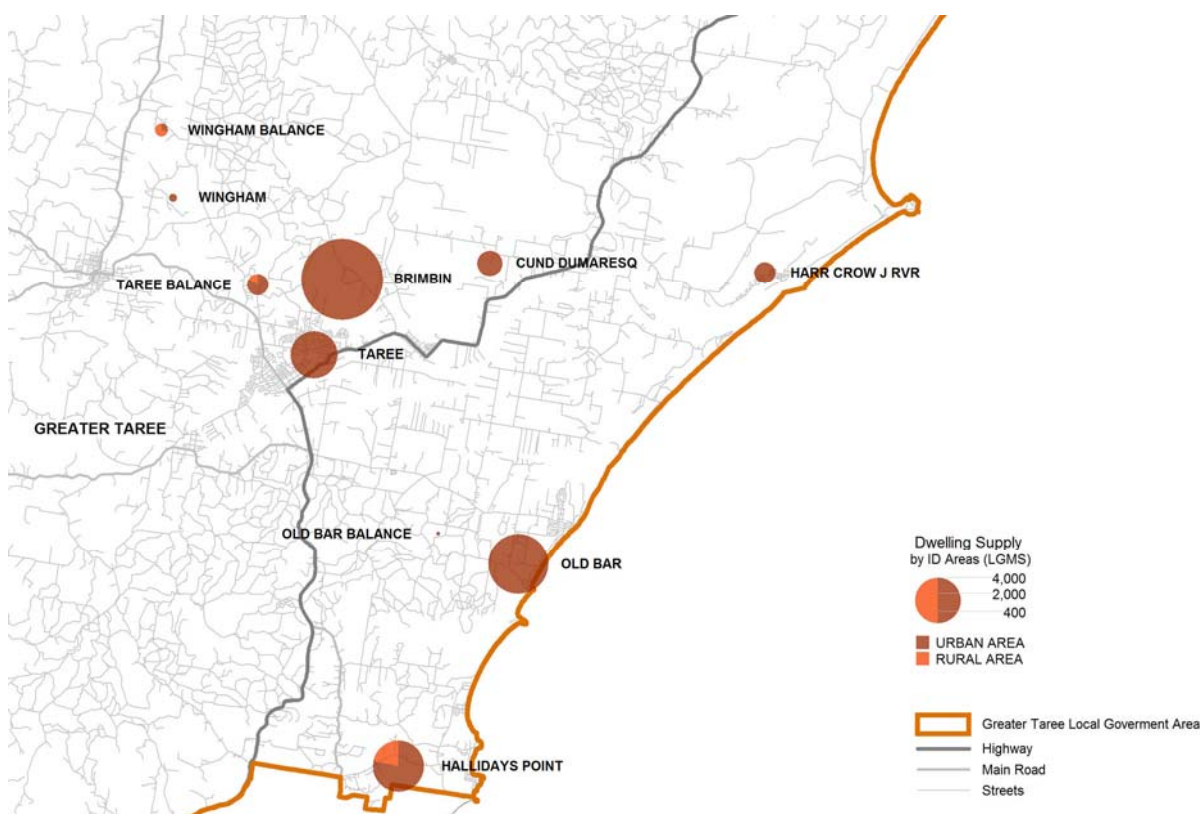 WINGHAM BALANCE
WINGHAM
CUND DUMARESQ
HARR CROW J RVR
TAREE BALANCE
BRIMBIN
TAREE
GREATER TAREE
OLD BAR BALANCE
OLD BAR
HALLIDAYS POINT
Dwelling Supply
by ID Areas (LGMS)
4,000
2,000
400
URBAN AREA
RURAL AREA
Greater Taree Local Goverment Area
Highway
Main Road
Streets